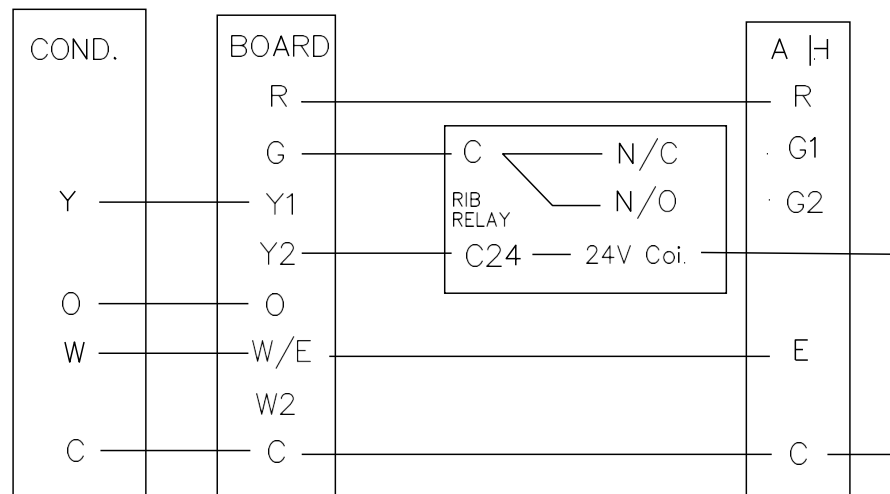 COND. BOARD A H
R R
G C N/C G1
Y Y1 RIB RELAY N/O G2
Y2 C24 24V Coi.
O O
W W/E E
W2
C C C